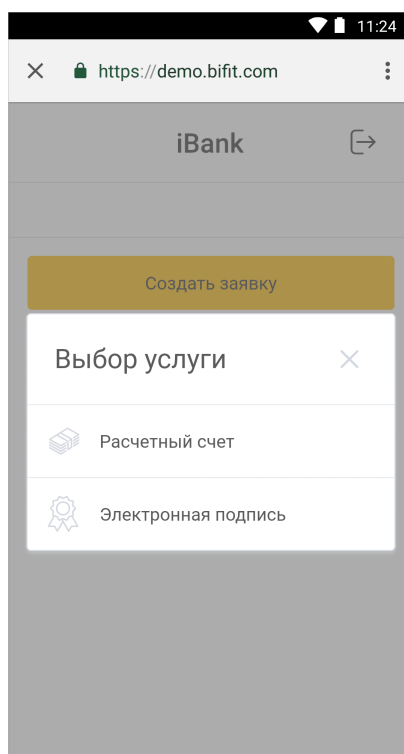 11:24
https://demo.bifit.com
iBank
Создать заявку
Выбор услуги
Расчетный счет
Электронная подпись